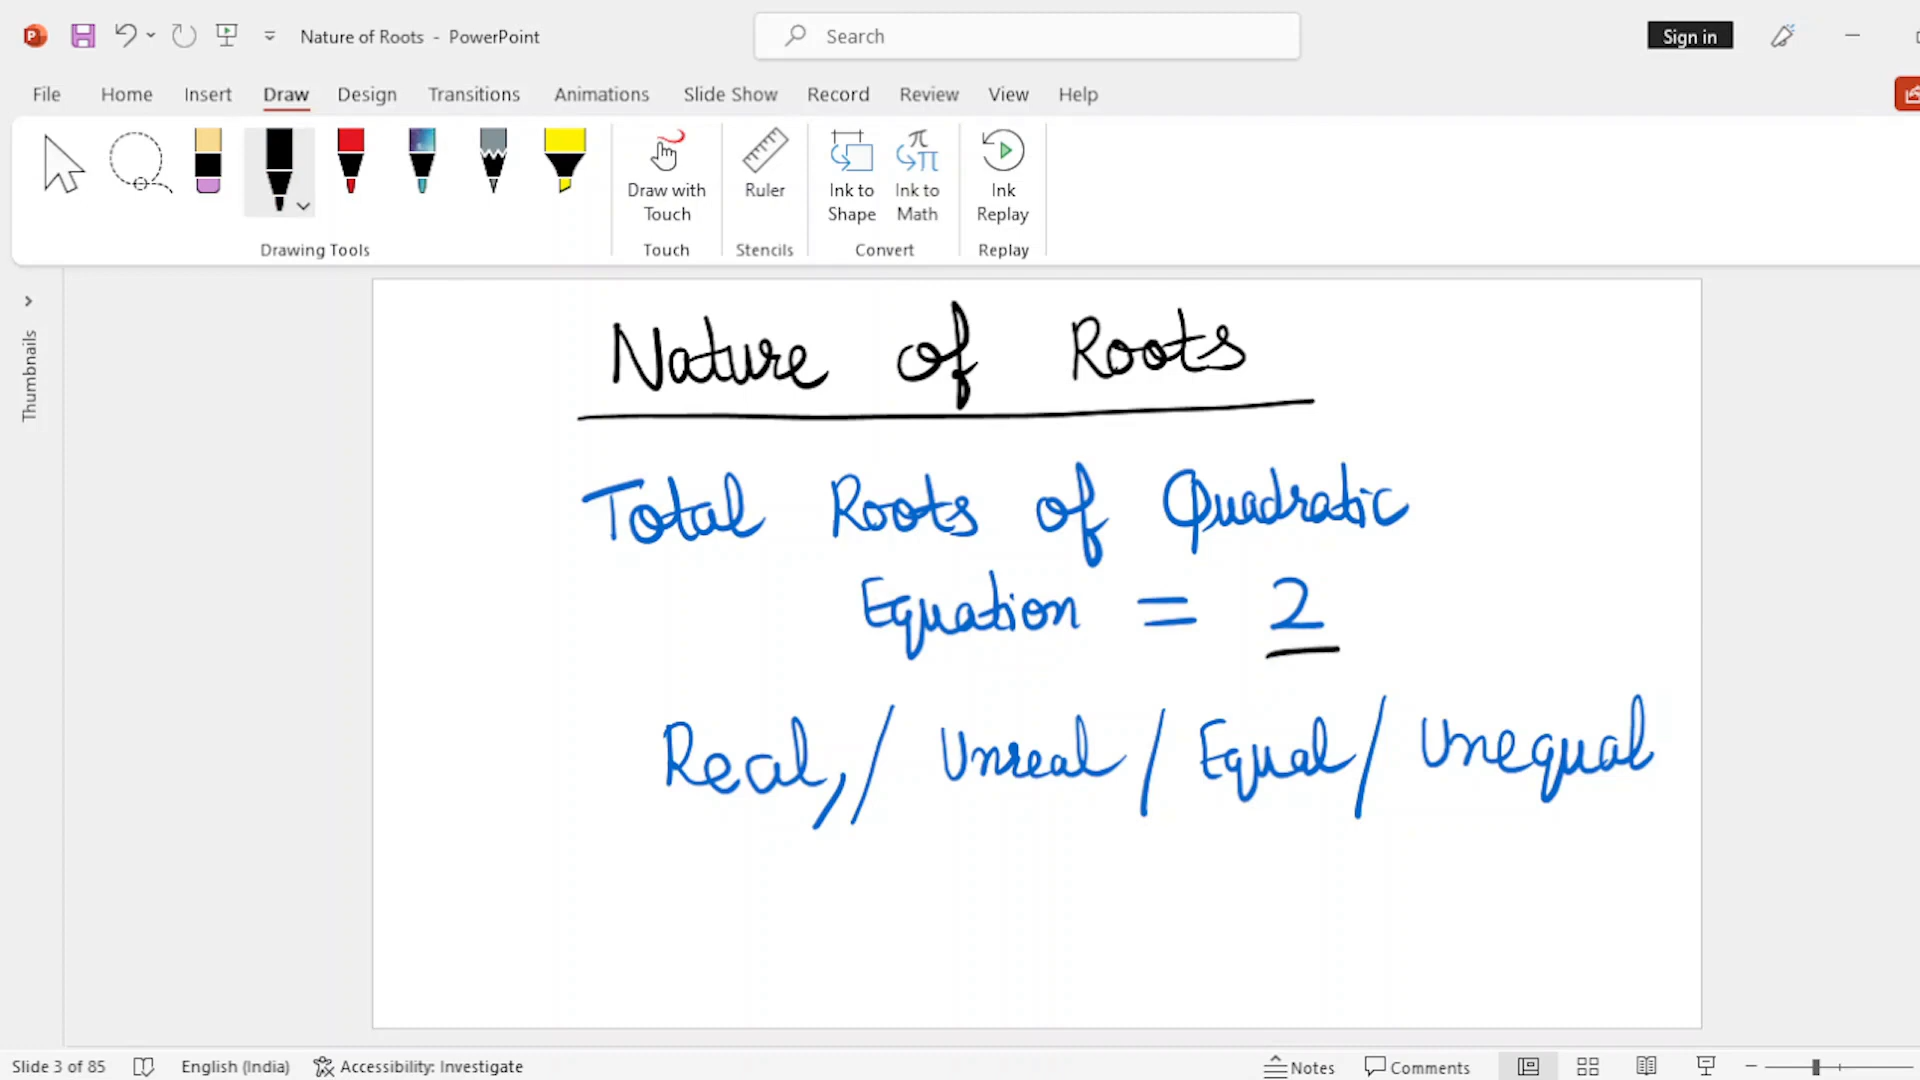 Nature of Roots - PowerPoint
Search
Sign in
File Home Insert Draw Design Transitions Animations Slide Show Record Review View Help
Draw with Touch
Ruler
Ink to Shape
Ink to Math
Ink Replay
Drawing Tools Touch Stencils Convert Replay
Thumbnails
Nature of Roots
Total Roots of Quadratic
Equation = 2
Real, / Unreal / Equal / Unequal
Slide 3 of 85 English (India) Accessibility: Investigate Notes Comments